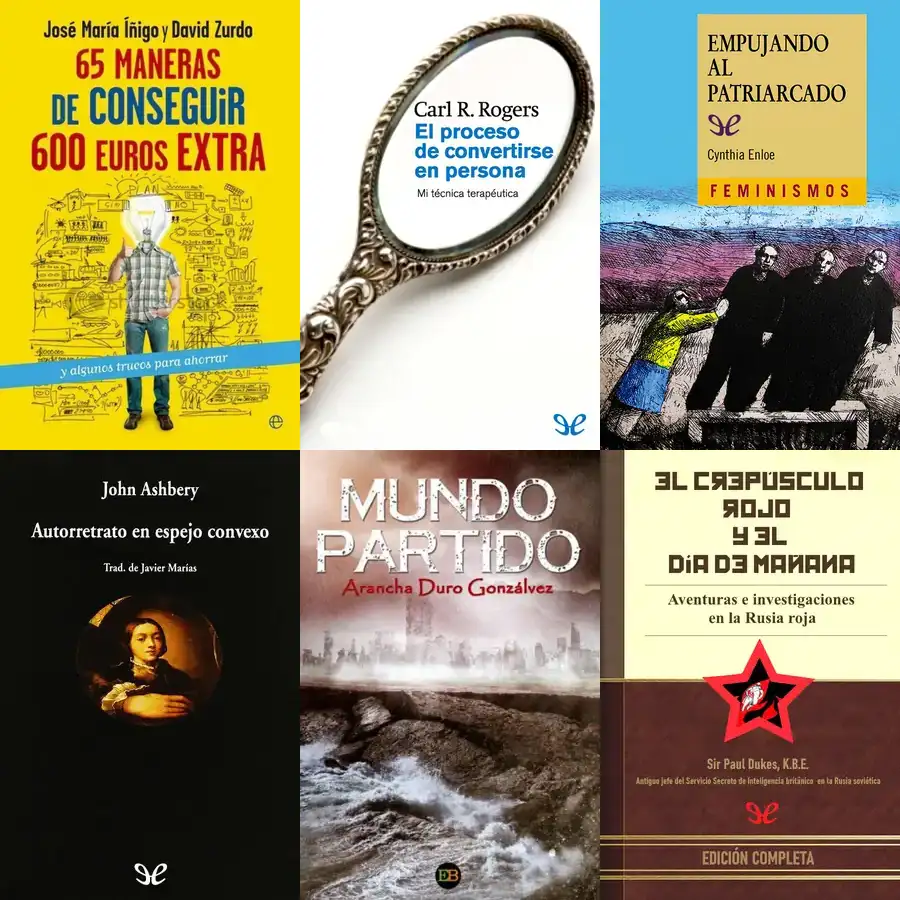 José María Íñigo y David Zurdo
65 MANERAS
DE CONSEGUIR
600 EUROS EXTRA
PLAN
y algunos trucos para ahorrar
Carl R. Rogers
El proceso
de convertirse
en persona
Mi técnica terapéutica
EMPUJANDO
AL
PATRIARCADO
Cynthia Enloe
FEMINISMOS
John Ashbery
Autorretrato en espejo convexo
Trad. de Javier Marías
MUNDO
PARTIDO
Arancha Duro Gonzálvez
EB
EL CREPÚSCULO
ROJO
Y EL
DÍA DE MAÑANA
Aventuras e investigaciones
en la Rusia roja
Sir Paul Dukes, K.B.E.
Antiguo Jefe del Servicio Secreto de Inteligencia británico en la Rusia soviética
EDICIÓN COMPLETA